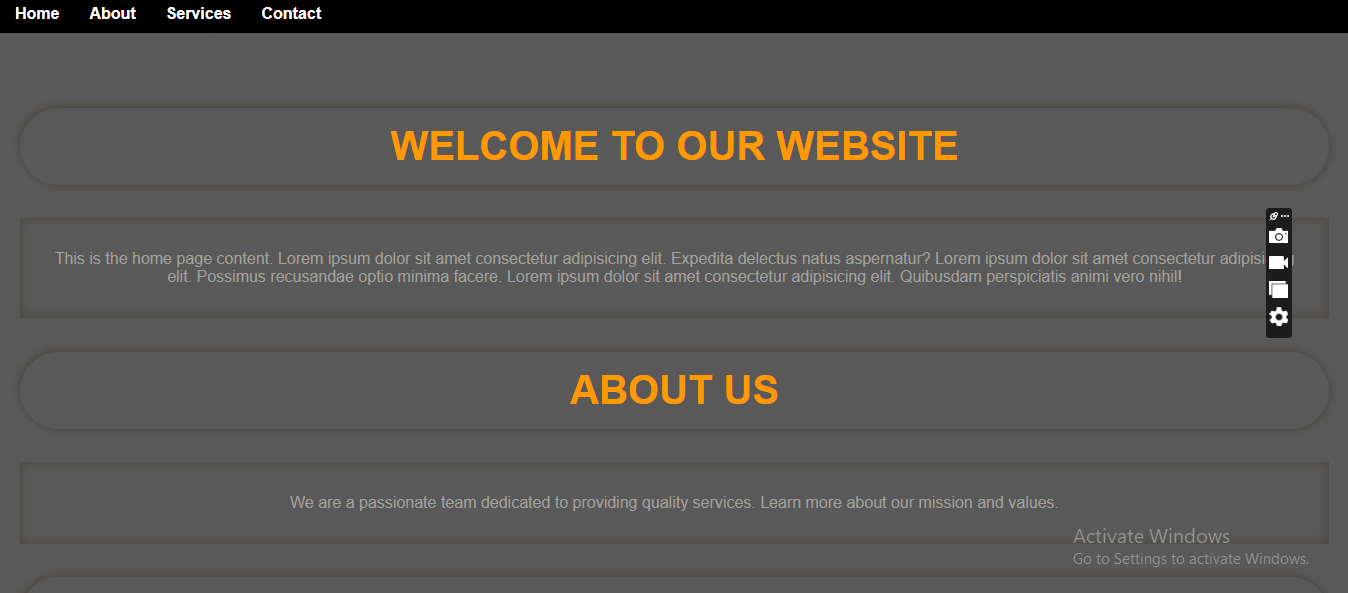 Home About Services Contact
WELCOME TO OUR WEBSITE
This is the home page content. Lorem ipsum dolor sit amet consectetur adipisicing elit. Expedita delectus natus aspernatur? Lorem ipsum dolor sit amet consectetur
elit. Possimus recusandae optio minima facere. Lorem ipsum dolor sit amet consectetur adipisicing elit. Quibusdam perspiciatis animi vero nihil!
ABOUT US
We are a passionate team dedicated to providing quality services. Learn more about our mission and values.
Activate Windows
Go to Settings to activate Windows.